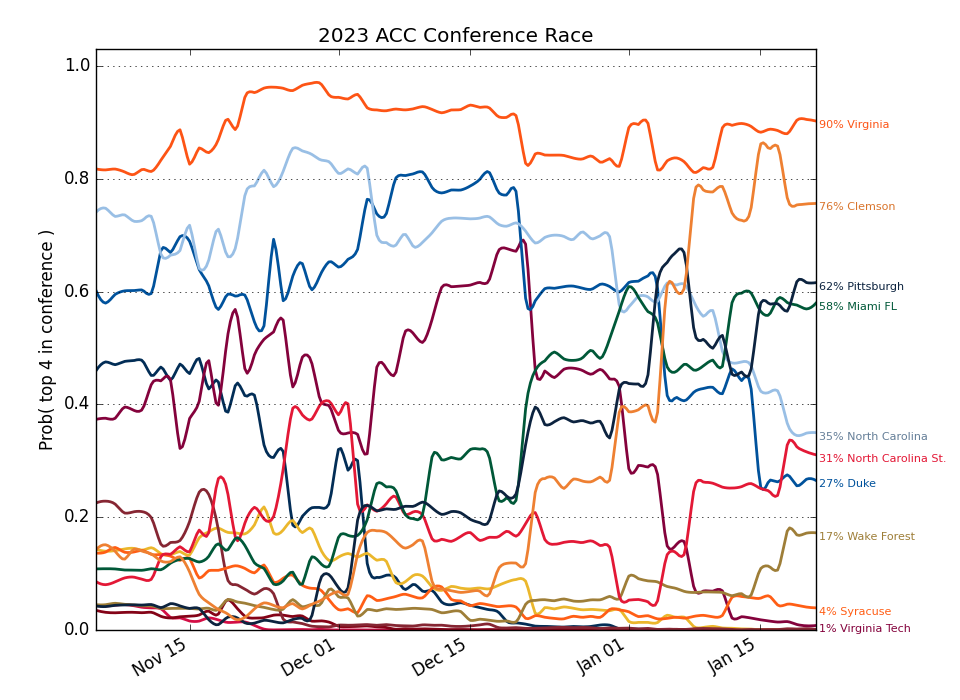 2023 ACC Conference Race
Prob( top 4 in conference )
1.0
0.8
0.6
0.4
0.2
0.0
Nov 15
Dec 01
Dec 15
Jan 01
Jan 15
90% Virginia
76% Clemson
62% Pittsburgh
58% Miami FL
35% North Carolina
31% North Carolina St.
27% Duke
17% Wake Forest
4% Syracuse
1% Virginia Tech